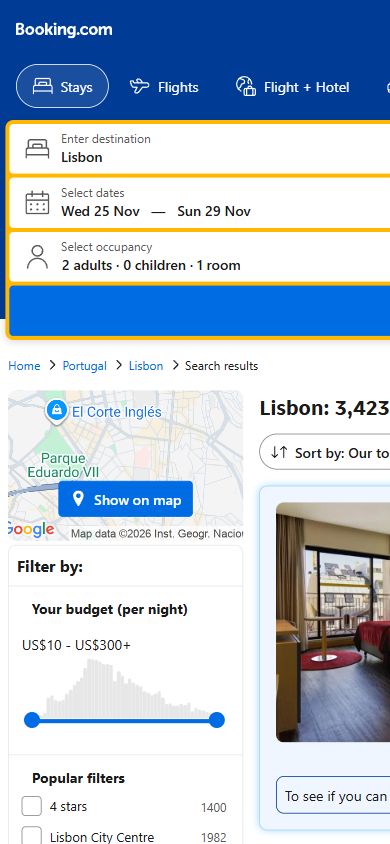 Booking.com
Stays
Flights
Flight + Hotel
Enter destination
Lisbon
Select dates
Wed 25 Nov — Sun 29 Nov
Select occupancy
2 adults · 0 children · 1 room
Home > Portugal > Lisbon > Search results
El Corte Inglés
Parque
Eduardo VII
Show on map
Google
Map data ©2026 Inst. Geogr.
Filter by:
Your budget (per night)
US$10 - US$300+
Popular filters
4 stars 1400
Lisbon City Centre 1982
Lisbon: 3,423
Sort by: Our to
To see if you can